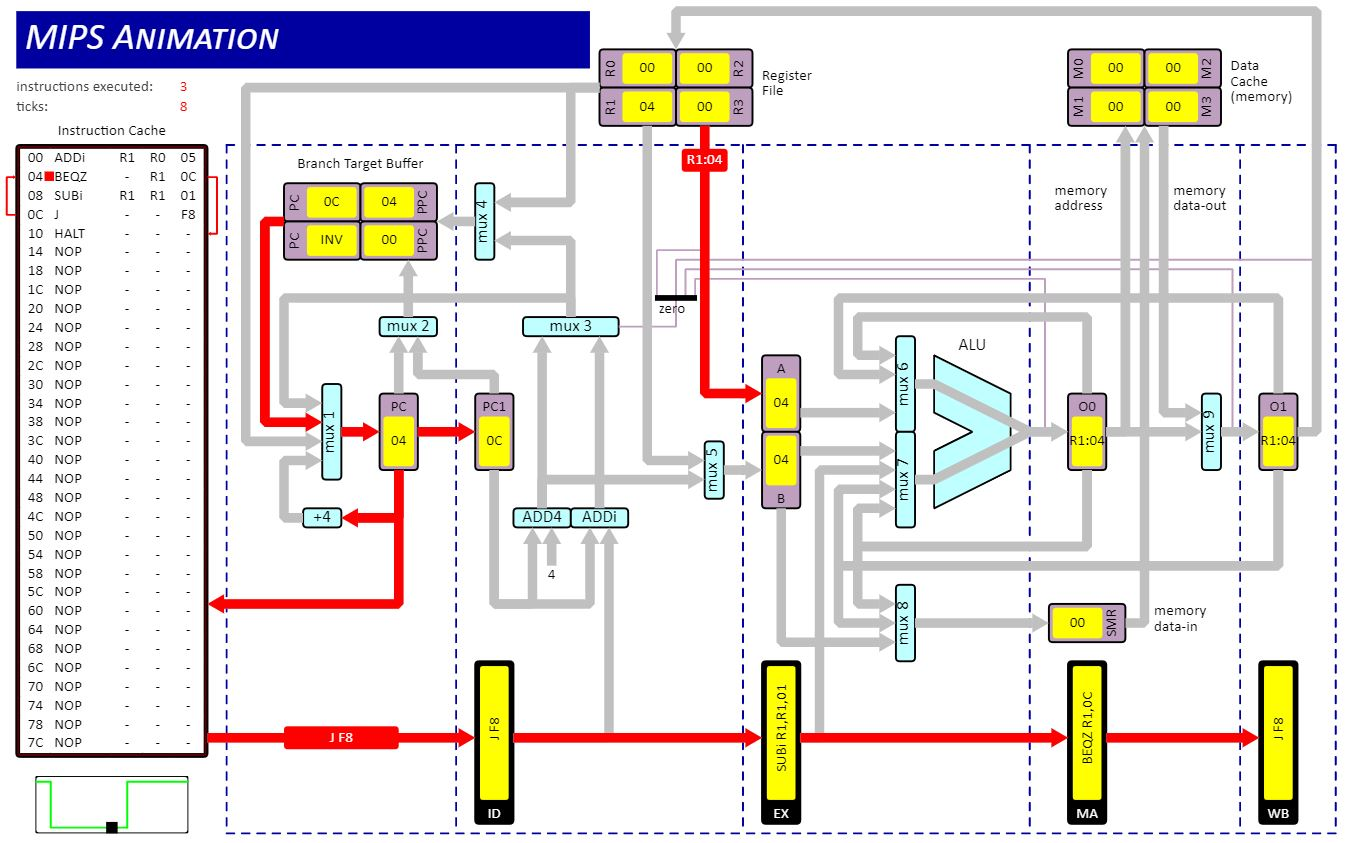 MIPS ANIMATION
instructions executed: 3
ticks: 8
Instruction Cache
00 ADDi R1 R0 05
04 BEQZ - R1 0C
08 SUBi R1 R1 01
0C J - - F8
10 HALT - - -
14 NOP - - -
18 NOP - - -
1C NOP - - -
20 NOP - - -
24 NOP - - -
28 NOP - - -
2C NOP - - -
30 NOP - - -
34 NOP - - -
38 NOP - - -
3C NOP - - -
40 NOP - - -
44 NOP - - -
48 NOP - - -
4C NOP - - -
50 NOP - - -
54 NOP - - -
58 NOP - - -
5C NOP - - -
60 NOP - - -
64 NOP - - -
68 NOP - - -
6C NOP - - -
70 NOP - - -
74 NOP - - -
78 NOP - - -
7C NOP - - -
R0 00 00 R2
R1 04 00 R3
Register
File
M0 00 00 M2
M1 00 00 M3
Data
Cache
(memory)
R1:04
Branch Target Buffer
PC 0C 04 PPC
PC INV 00 PPC
mux 4
memory
address
memory
data-out
zero
mux 2
mux 3
mux 1
PC
04
PC1
0C
+4
ADD4
ADDi
4
mux 5
A
04
04
B
mux 6
mux 7
ALU
mux 8
O0
R1:04
mux 9
O1
R1:04
00 SMR
memory
data-in
J F8
J F8
ID
SUBi R1,R1,01
EX
BEQZ R1,0C
MA
J F8
WB